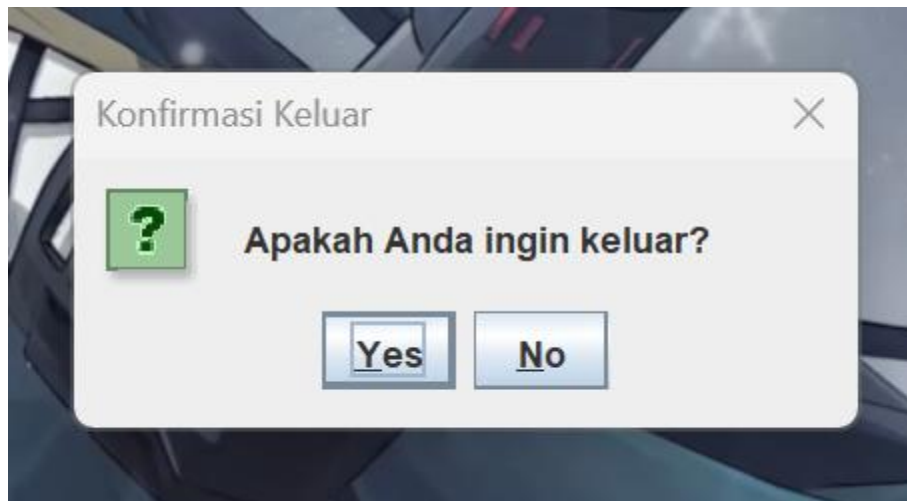 Konfirmasi Keluar
?
Apakah Anda ingin keluar?
Yes No